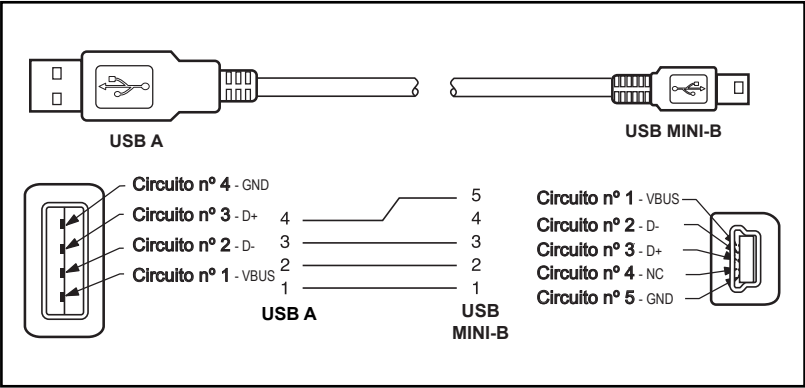 USB A
USB MINI-B
Circuito nº 4 - GND
Circuito nº 3 - D+
Circuito nº 2 - D-
Circuito nº 1 - VBUS
4
3
2
1
USB A
5
4
3
2
1
USB
MINI-B
Circuito nº 1 - VBUS
Circuito nº 2 - D-
Circuito nº 3 - D+
Circuito nº 4 - NC
Circuito nº 5 - GND